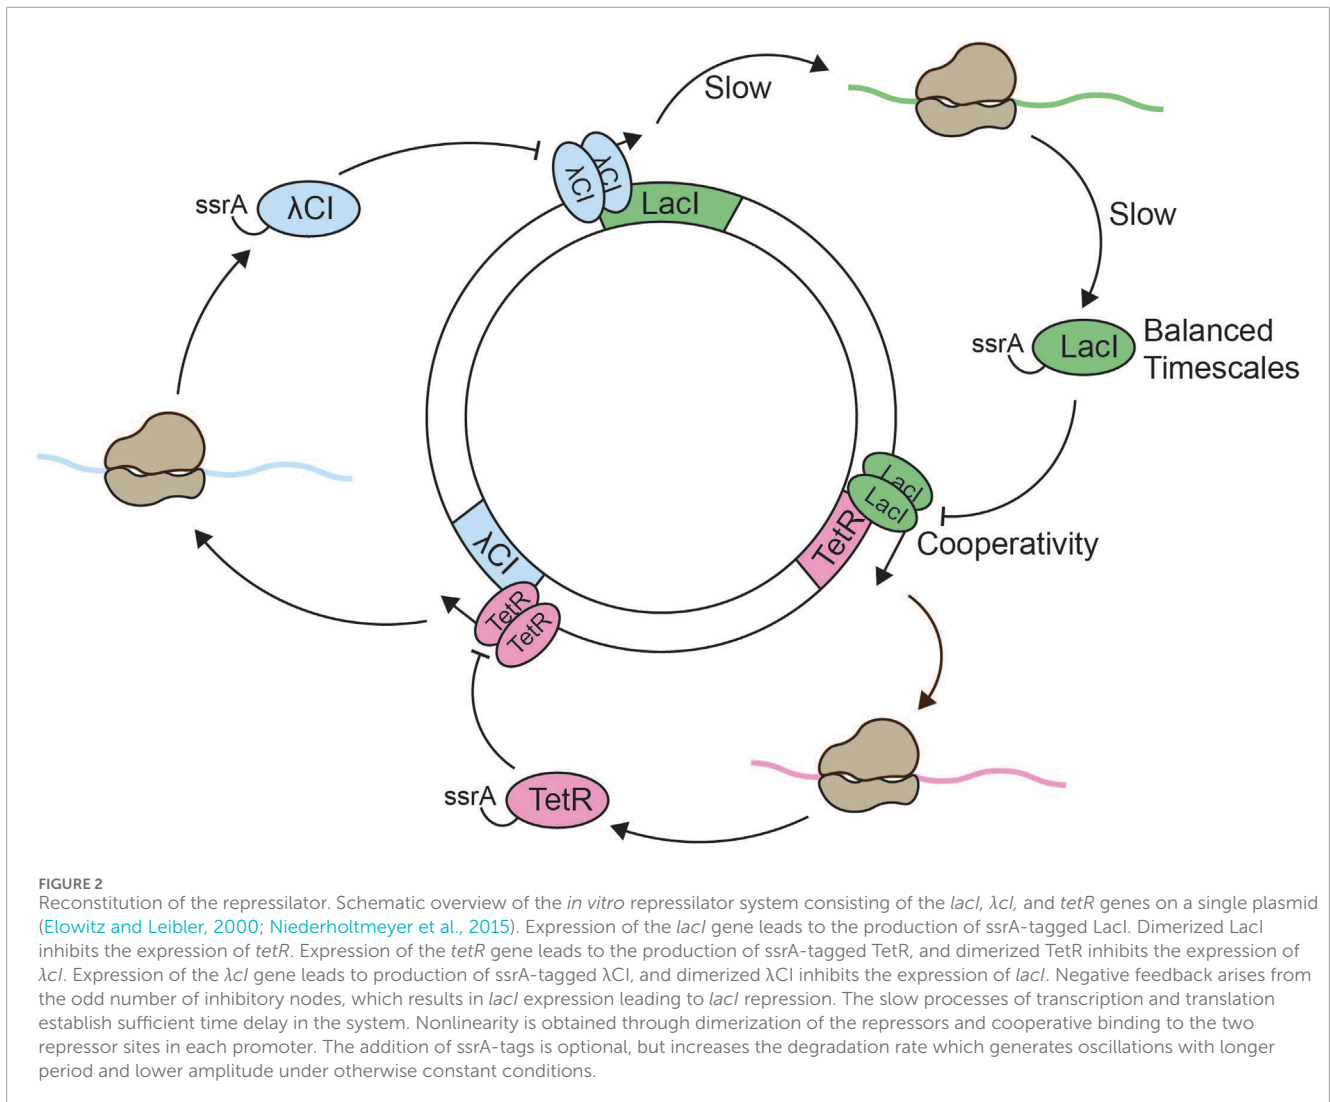 Slow
λCI
λCI
LacI
ssrA
λCI
Slow
ssrA
LacI
Balanced
Timescales
LacI
LacI
TetR
Cooperativity
λCI
TetR
TetR
ssrA
TetR
FIGURE 2
Reconstitution of the repressilator. Schematic overview of the in vitro repressilator system consisting of the lacI, λcI, and tetR genes on a single plasmid
(Elowitz and Leibler, 2000; Niederholtmeyer et al., 2015). Expression of the lacI gene leads to the production of ssrA-tagged LacI. Dimerized LacI
inhibits the expression of tetR. Expression of the tetR gene leads to the production of ssrA-tagged TetR, and dimerized TetR inhibits the expression of
λcI. Expression of the λcI gene leads to production of ssrA-tagged λCI, and dimerized λCI inhibits the expression of lacI. Negative feedback arises from
the odd number of inhibitory nodes, which results in lacI expression leading to lacI repression. The slow processes of transcription and translation
establish sufficient time delay in the system. Nonlinearity is obtained through dimerization of the repressors and cooperative binding to the two
repressor sites in each promoter. The addition of ssrA-tags is optional, but increases the degradation rate which generates oscillations with longer
period and lower amplitude under otherwise constant conditions.